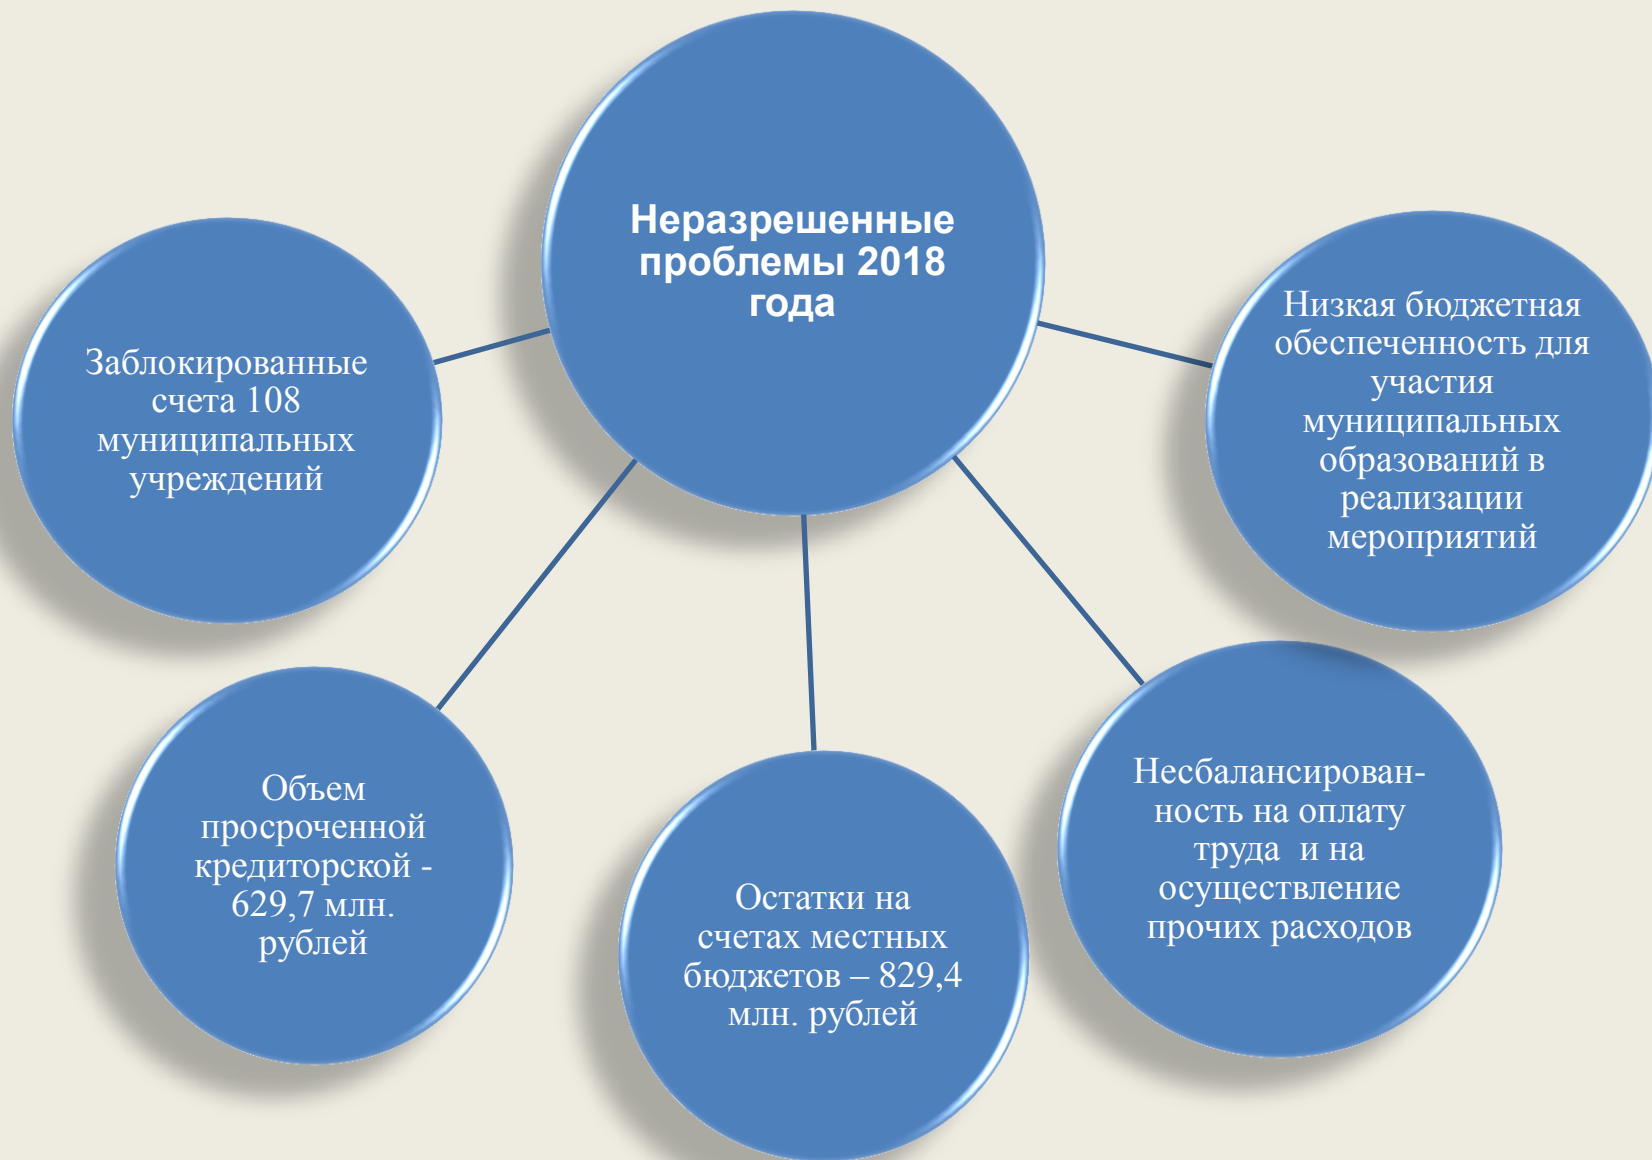 Неразрешенные
проблемы 2018
года
Заблокированные
счета 108
муниципальных
учреждений
Низкая бюджетная
обеспеченность для
участия
муниципальных
образований в
реализации
мероприятий
Объем
просроченной
кредиторской -
629,7 млн.
рублей
Остатки на
счетах местных
бюджетов – 829,4
млн. рублей
Несбалансирован-
ность на оплату
труда  и на
осуществление
прочих расходов